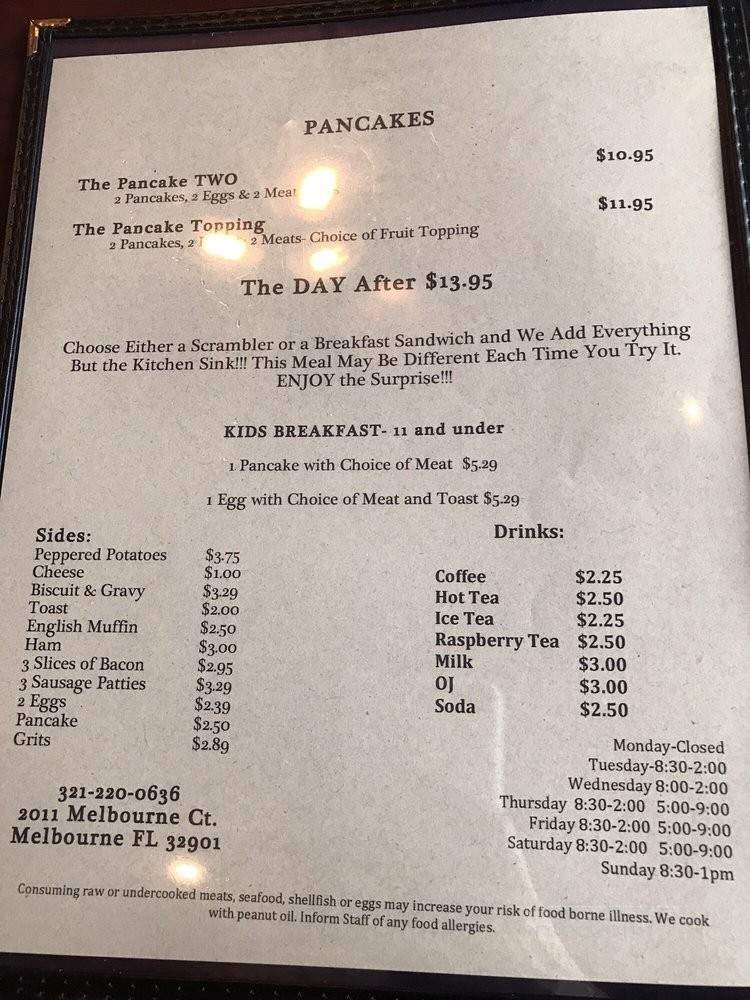 PANCAKES
The Pancake TWO $10.95
2 Pancakes, 2 Eggs & 2 Meat
The Pancake Topping $11.95
2 Pancakes, 2 2 Meats- Choice of Fruit Topping
The DAY After $13.95
Choose Either a Scrambler or a Breakfast Sandwich and We Add Everything
But the Kitchen Sink!!! This Meal May Be Different Each Time You Try It.
ENJOY the Surprise!!!
KIDS BREAKFAST- 11 and under
1 Pancake with Choice of Meat $5.29
1 Egg with Choice of Meat and Toast $5.29
Sides:
Peppered Potatoes $3.75
Cheese $1.00
Biscuit & Gravy $3.29
Toast $2.00
English Muffin $2.50
Ham $3.00
3 Slices of Bacon $2.95
3 Sausage Patties $3.29
2 Eggs $2.39
Pancake $2.50
Grits $2.89
Drinks:
Coffee $2.25
Hot Tea $2.50
Ice Tea $2.25
Raspberry Tea $2.50
Milk $3.00
OJ $3.00
Soda $2.50
321-220-0636
2011 Melbourne Ct.
Melbourne FL 32901
Monday-Closed
Tuesday-8:30-2:00
Wednesday 8:00-2:00
Thursday 8:30-2:00 5:00-9:00
Friday 8:30-2:00 5:00-9:00
Saturday 8:30-2:00 5:00-9:00
Sunday 8:30-1pm
Consuming raw or undercooked meats, seafood, shellfish or eggs may increase your risk of food borne illness. We cook
with peanut oil. Inform Staff of any food allergies.